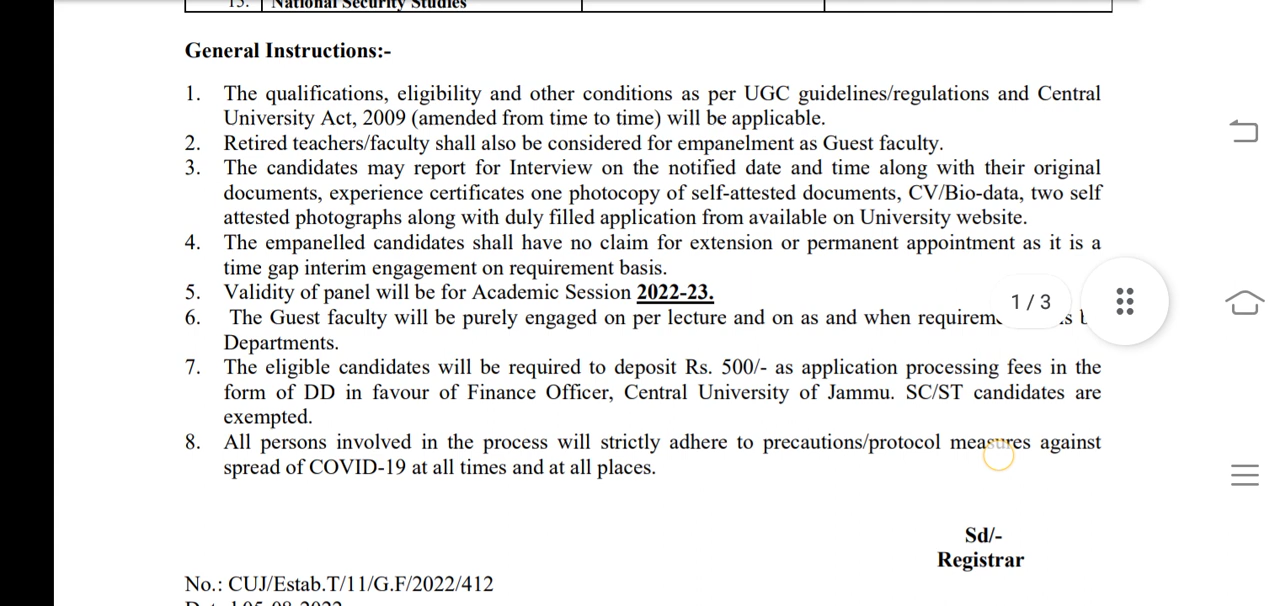 15. National Security Studies
General Instructions:-
1. The qualifications, eligibility and other conditions as per UGC guidelines/regulations and Central
University Act, 2009 (amended from time to time) will be applicable.
2. Retired teachers/faculty shall also be considered for empanelment as Guest faculty.
3. The candidates may report for Interview on the notified date and time along with their original
documents, experience certificates one photocopy of self-attested documents, CV/Bio-data, two self
attested photographs along with duly filled application from available on University website.
4. The empanelled candidates shall have no claim for extension or permanent appointment as it is a
time gap interim engagement on requirement basis.
5. Validity of panel will be for Academic Session 2022-23.
1 / 3
6. The Guest faculty will be purely engaged on per lecture and on as and when
Departments.
7. The eligible candidates will be required to deposit Rs. 500/- as application processing fees in the
form of DD in favour of Finance Officer, Central University of Jammu. SC/ST candidates are
exempted.
8. All persons involved in the process will strictly adhere to precautions/protocol measures against
spread of COVID-19 at all times and at all places.
Sd/-
Registrar
No.: CUJ/Estab.T/11/G.F/2022/412